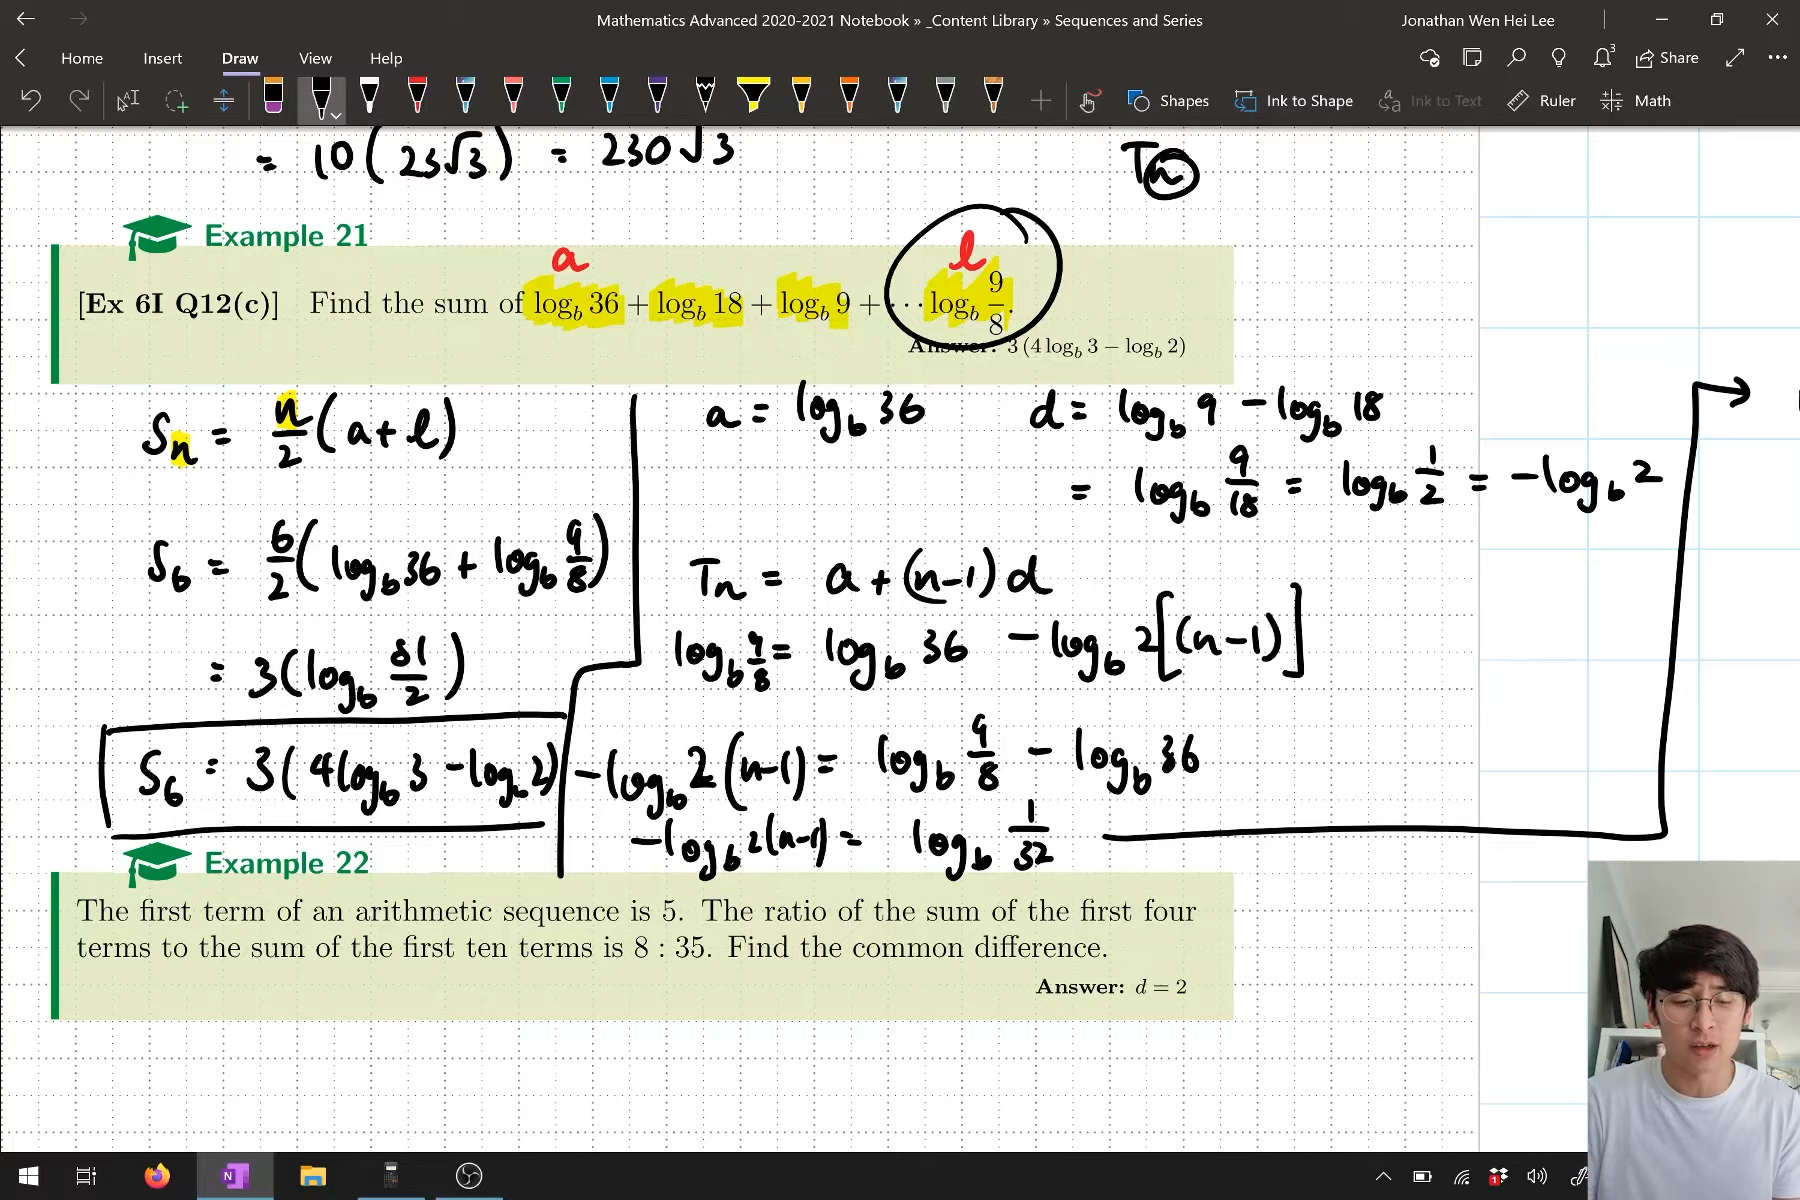 Mathematics Advanced 2020-2021 Notebook » _Content Library » Sequences and Series
Jonathan Wen Hei Lee
Home Insert Draw View Help
3
Share
Shapes Ink to Shape Ink to Text Ruler Math
= 10(23√3) = 230√3
Tn
Example 21
a
l
[Ex 6I Q12(c)] Find the sum of log_b 36 + log_b 18 + log_b 9 + ··· log_b 9/8.
Answer: 3 (4 log_b 3 − log_b 2)
Sn = n/2 (a+l)
S6 = 6/2 (log_b 36 + log_b 9/8)
= 3(log_b 81/2)
S6 = 3(4log_b 3 - log_b 2)
a = log_b 36
d = log_b 9 - log_b 18
= log_b 9/18 = log_b 1/2 = -log_b 2
Tn = a + (n-1)d
log_b 9/8 = log_b 36 - log_b 2[(n-1)]
-log_b 2(n-1) = log_b 9/8 - log_b 36
-log_b 2(n-1) = log_b 1/32
Example 22
The first term of an arithmetic sequence is 5. The ratio of the sum of the first four
terms to the sum of the first ten terms is 8 : 35. Find the common difference.
Answer: d = 2
N
1